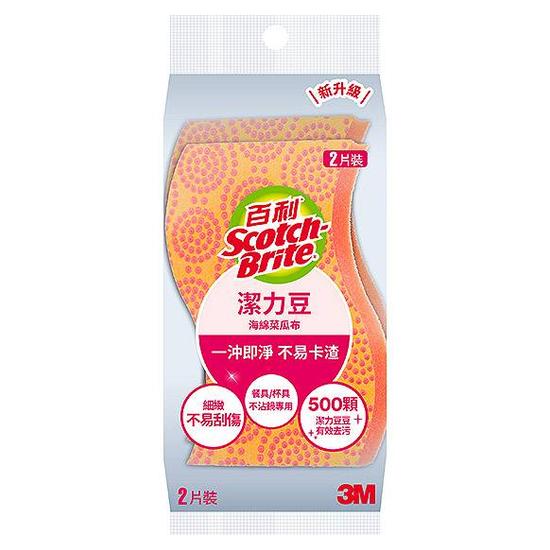 新升級
2片裝
百利
Scotch-
Brite
潔力豆
海綿菜瓜布
一沖即淨 不易卡渣
細緻
不易刮傷
餐具/杯具
不沾鍋專用
500顆
潔力豆豆
有效去污
2片裝
3M